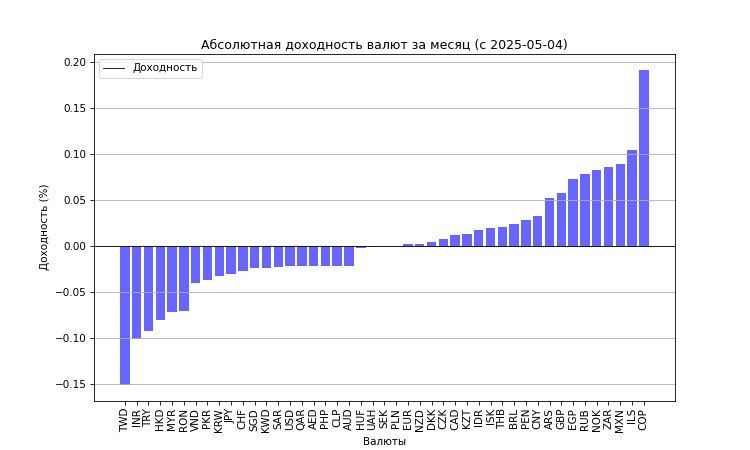 Абсолютная доходность валют за месяц (с 2025-05-04)
Доходность
0.20
0.15
0.10
0.05
0.00
−0.05
−0.10
−0.15
Доходность (%)
TWD
INR
TRY
HKD
MYR
RON
VND
PKR
KRW
JPY
CHF
SGD
KWD
SAR
USD
QAR
AED
PHP
CLP
AUD
HUF
UAH
SEK
PLN
EUR
NZD
DKK
CZK
CAD
KZT
IDR
ISK
THB
BRL
PEN
CNY
ARS
GBP
EGP
RUB
NOK
ZAR
MXN
ILS
COP
Валюты